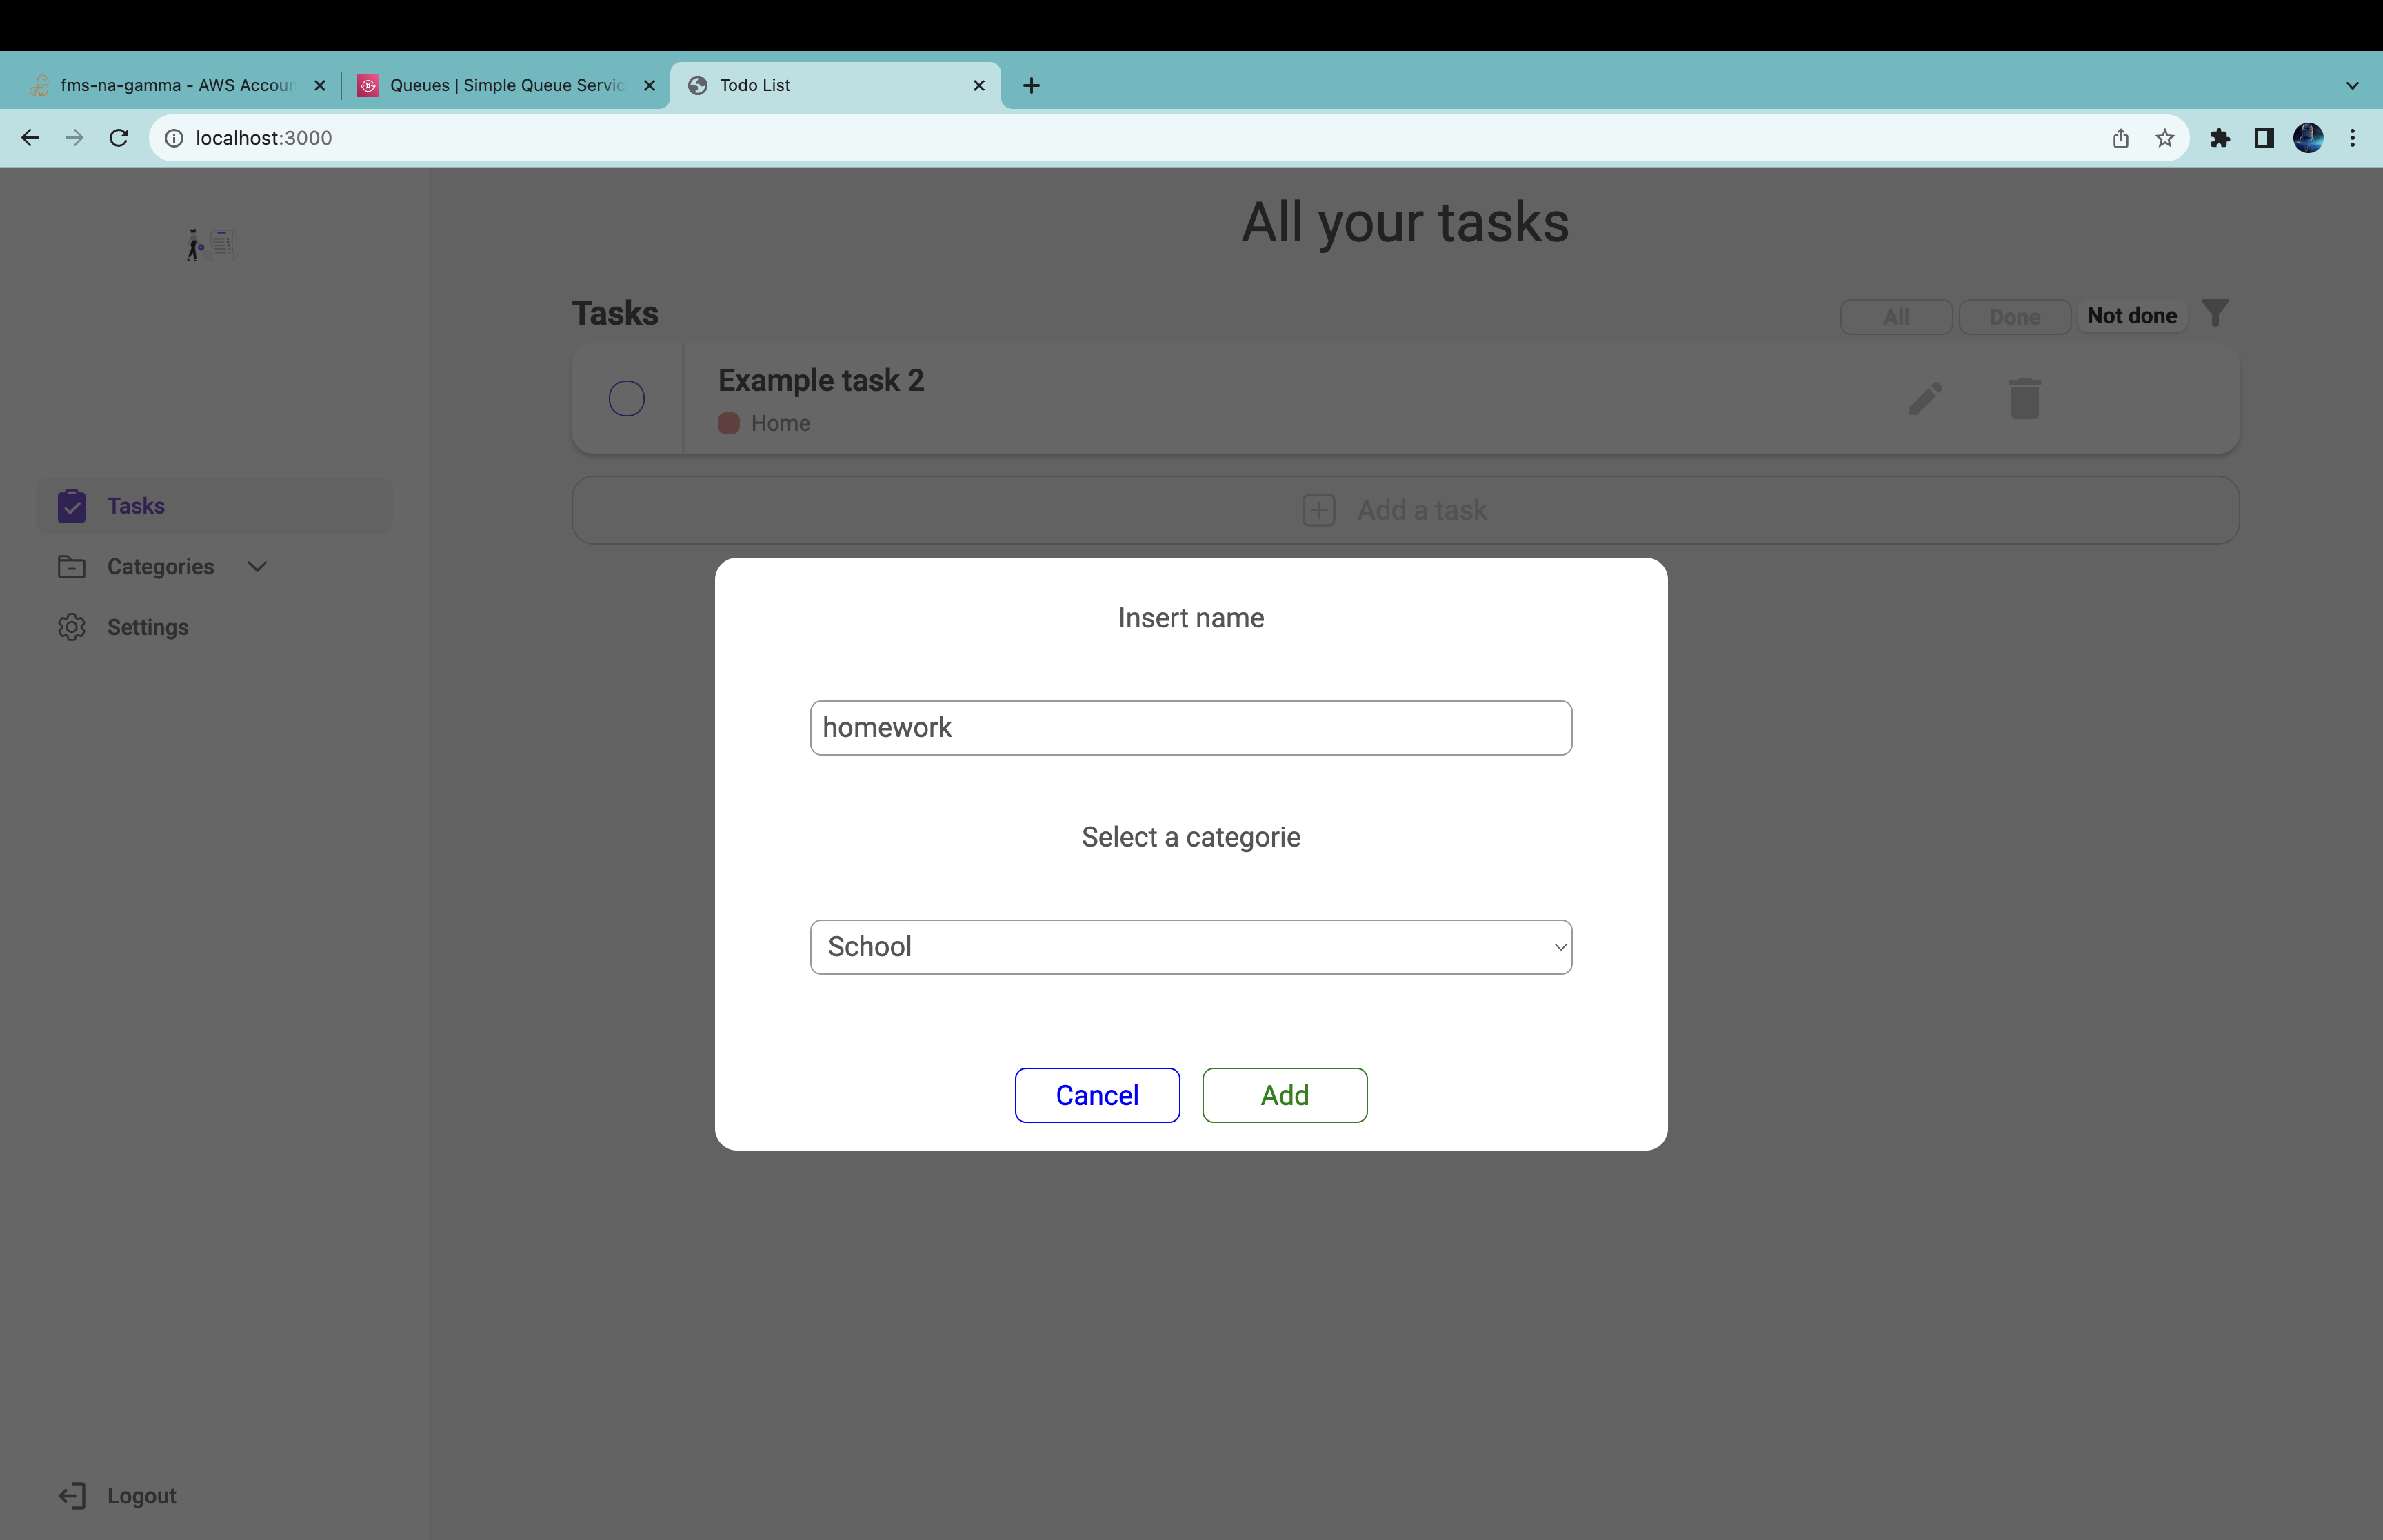 fms-na-gamma - AWS Accoun
Queues | Simple Queue Servic
Todo List
localhost:3000
All your tasks
Tasks
All
Done
Not done
Example task 2
Home
Add a task
Tasks
Categories
Settings
Insert name
homework
Select a categorie
School
Cancel
Add
Logout